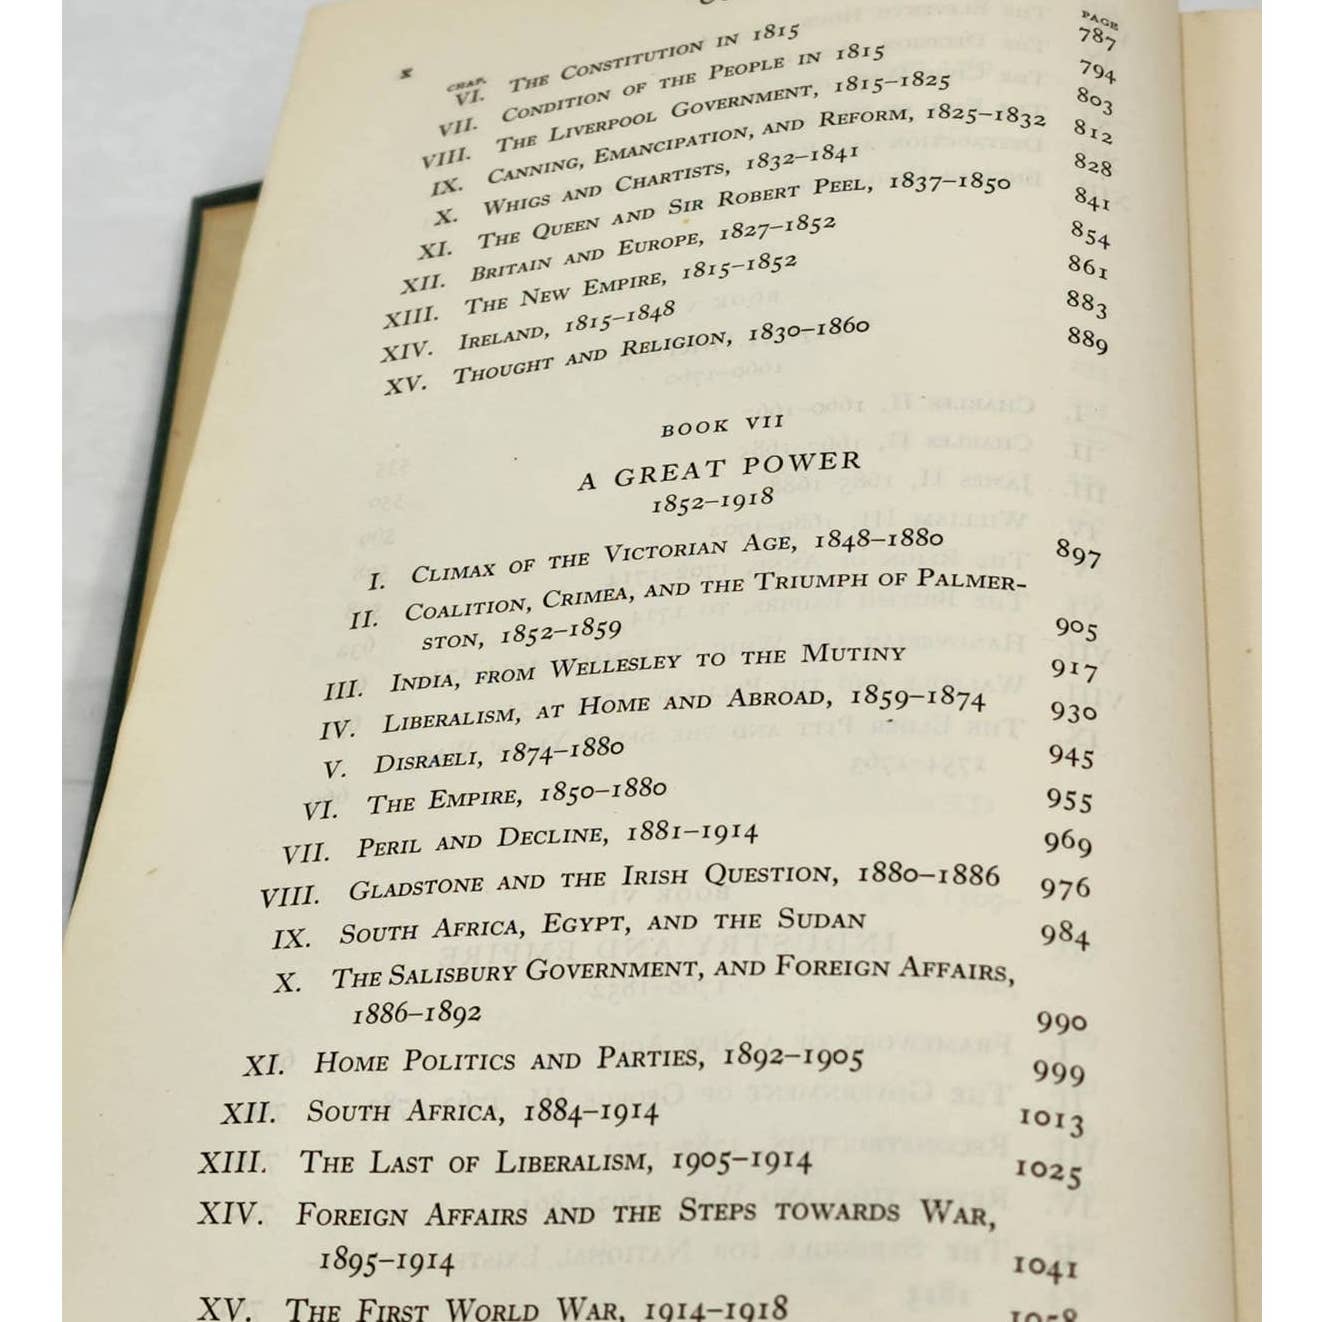 x
CHAP. PAGE
VI. THE CONSTITUTION IN 1815 787
VII. CONDITION OF THE PEOPLE IN 1815 794
VIII. THE LIVERPOOL GOVERNMENT, 1815–1825 803
IX. CANNING, EMANCIPATION, AND REFORM, 1825–1832 812
X. WHIGS AND CHARTISTS, 1832–1841 828
XI. THE QUEEN AND SIR ROBERT PEEL, 1837–1850 841
XII. BRITAIN AND EUROPE, 1827–1852 854
XIII. THE NEW EMPIRE, 1815–1852 861
XIV. IRELAND, 1815–1848 883
XV. THOUGHT AND RELIGION, 1830–1860 889
BOOK VII
A GREAT POWER
1852–1918
I. CLIMAX OF THE VICTORIAN AGE, 1848–1880 897
II. COALITION, CRIMEA, AND THE TRIUMPH OF PALMER-
STON, 1852–1859 905
III. INDIA, FROM WELLESLEY TO THE MUTINY 917
IV. LIBERALISM, AT HOME AND ABROAD, 1859–1874 930
V. DISRAELI, 1874–1880 945
VI. THE EMPIRE, 1850–1880 955
VII. PERIL AND DECLINE, 1881–1914 969
VIII. GLADSTONE AND THE IRISH QUESTION, 1880–1886 976
IX. SOUTH AFRICA, EGYPT, AND THE SUDAN 984
X. THE SALISBURY GOVERNMENT, AND FOREIGN AFFAIRS,
1886–1892 990
XI. HOME POLITICS AND PARTIES, 1892–1905 999
XII. SOUTH AFRICA, 1884–1914 1013
XIII. THE LAST OF LIBERALISM, 1905–1914 1025
XIV. FOREIGN AFFAIRS AND THE STEPS TOWARDS WAR,
1895–1914 1041
XV. THE FIRST WORLD WAR, 1914–1918 1058